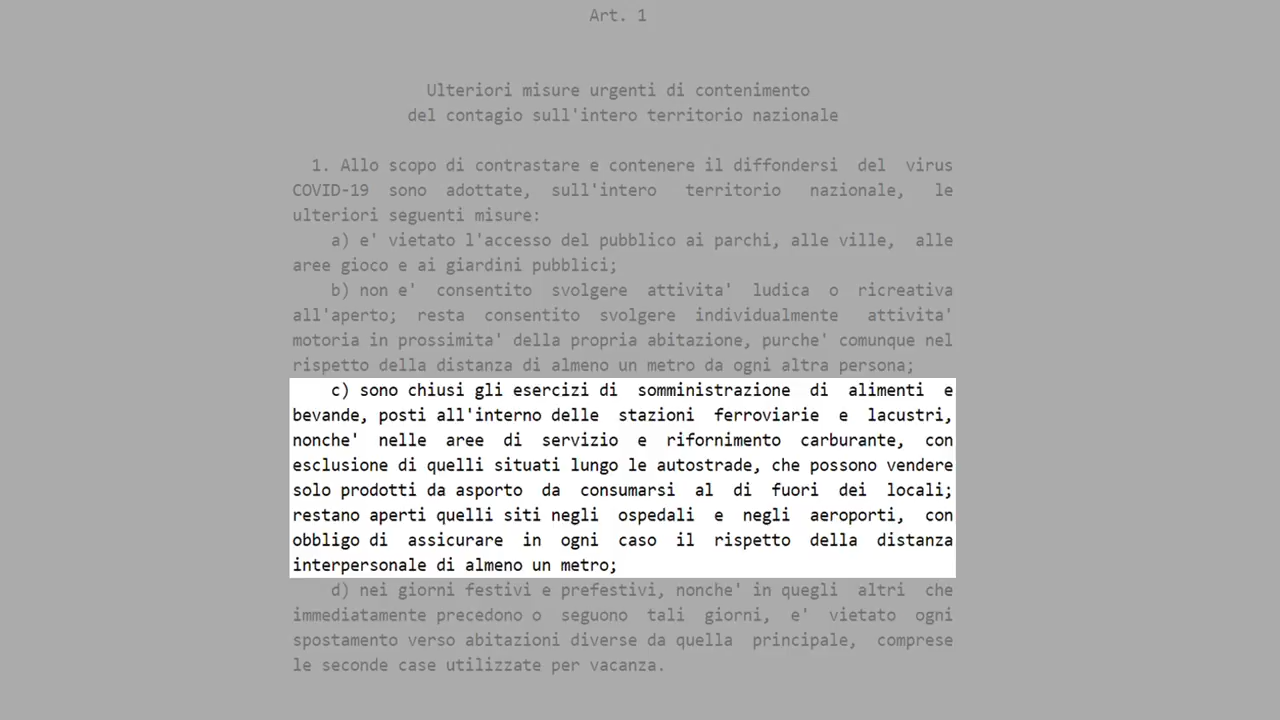 Art. 1
Ulteriori misure urgenti di contenimento
del contagio sull'intero territorio nazionale
1. Allo scopo di contrastare e contenere il diffondersi del virus
COVID-19 sono adottate, sull'intero territorio nazionale, le
ulteriori seguenti misure:
a) e' vietato l'accesso del pubblico ai parchi, alle ville, alle
aree gioco e ai giardini pubblici;
b) non e' consentito svolgere attivita' ludica o ricreativa
all'aperto; resta consentito svolgere individualmente attivita'
motoria in prossimita' della propria abitazione, purche' comunque nel
rispetto della distanza di almeno un metro da ogni altra persona;
c) sono chiusi gli esercizi di somministrazione di alimenti e
bevande, posti all'interno delle stazioni ferroviarie e lacustri,
nonche' nelle aree di servizio e rifornimento carburante, con
esclusione di quelli situati lungo le autostrade, che possono vendere
solo prodotti da asporto da consumarsi al di fuori dei locali;
restano aperti quelli siti negli ospedali e negli aeroporti, con
obbligo di assicurare in ogni caso il rispetto della distanza
interpersonale di almeno un metro;
d) nei giorni festivi e prefestivi, nonche' in quegli altri che
immediatamente precedono o seguono tali giorni, e' vietato ogni
spostamento verso abitazioni diverse da quella principale, comprese
le seconde case utilizzate per vacanza.